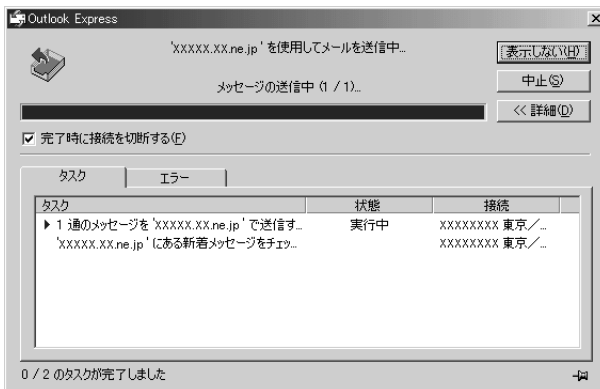 Outlook Express
'xxxxx.xx.ne.jp' を使用してメールを送信中...
表示しない(H)
メッセージの送信中 (1 / 1)...
中止(S)
<< 詳細(D)
完了時に接続を切断する(F)
タスク エラー
タスク 状態 接続
1 通のメッセージを 'xxxxx.xx.ne.jp' で送信す... 実行中 xxxxxxxx 東京／...
'xxxxx.xx.ne.jp' にある新着メッセージをチェッ... xxxxxxxx 東京／...
0 / 2 のタスクが完了しました